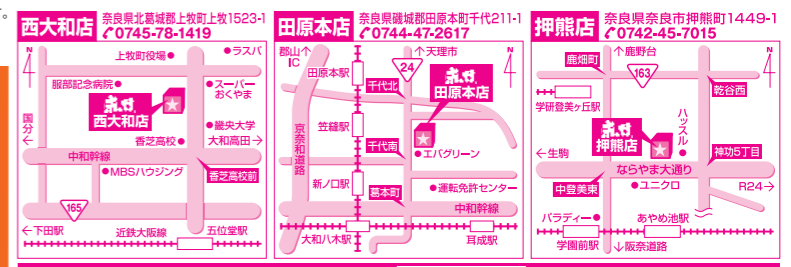 。
西大和店 奈良県北葛城郡上牧町上牧1523-1
0745-78-1419
上牧町役場
ラスパ
N
服部記念病院
スーパー
おくやま
西大和店
国分
畿央大学
香芝高校
大和高田
中和幹線
MBSハウジング
香芝高校前
165
下田駅
近鉄大阪線
五位堂駅
田原本店 奈良県磯城郡田原本町千代211-1
0744-47-2617
郡山
IC
天理市
N
田原本駅
24
千代北
田原本店
京奈和道路
笠縫駅
千代南
エバグリーン
新ノ口駅
葛本町
運転免許センター
中和幹線
大和八木駅
耳成駅
押熊店 奈良県奈良市押熊町1449-1
0742-45-7015
N
鹿畑町
鹿野台
163
乾谷西
学研登美ヶ丘駅
ハッスル
押熊店
生駒
ならやま大通り
神功5丁目
中登美東
ユニクロ
R24
パラディー
あやめ池駅
学園前駅
阪奈道路